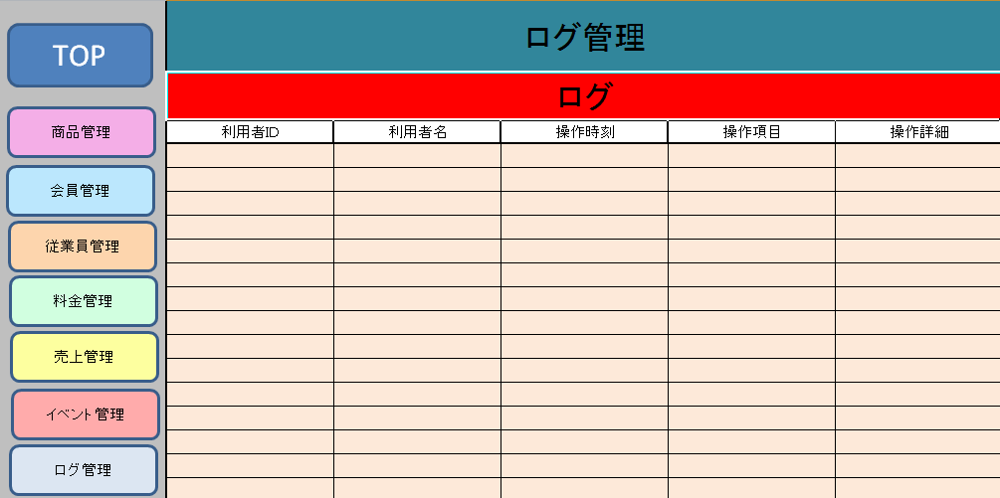 TOP
商品管理
会員管理
従業員管理
料金管理
売上管理
イベント管理
ログ管理
ログ管理
ログ
利用者ID 利用者名 操作時刻 操作項目 操作詳細